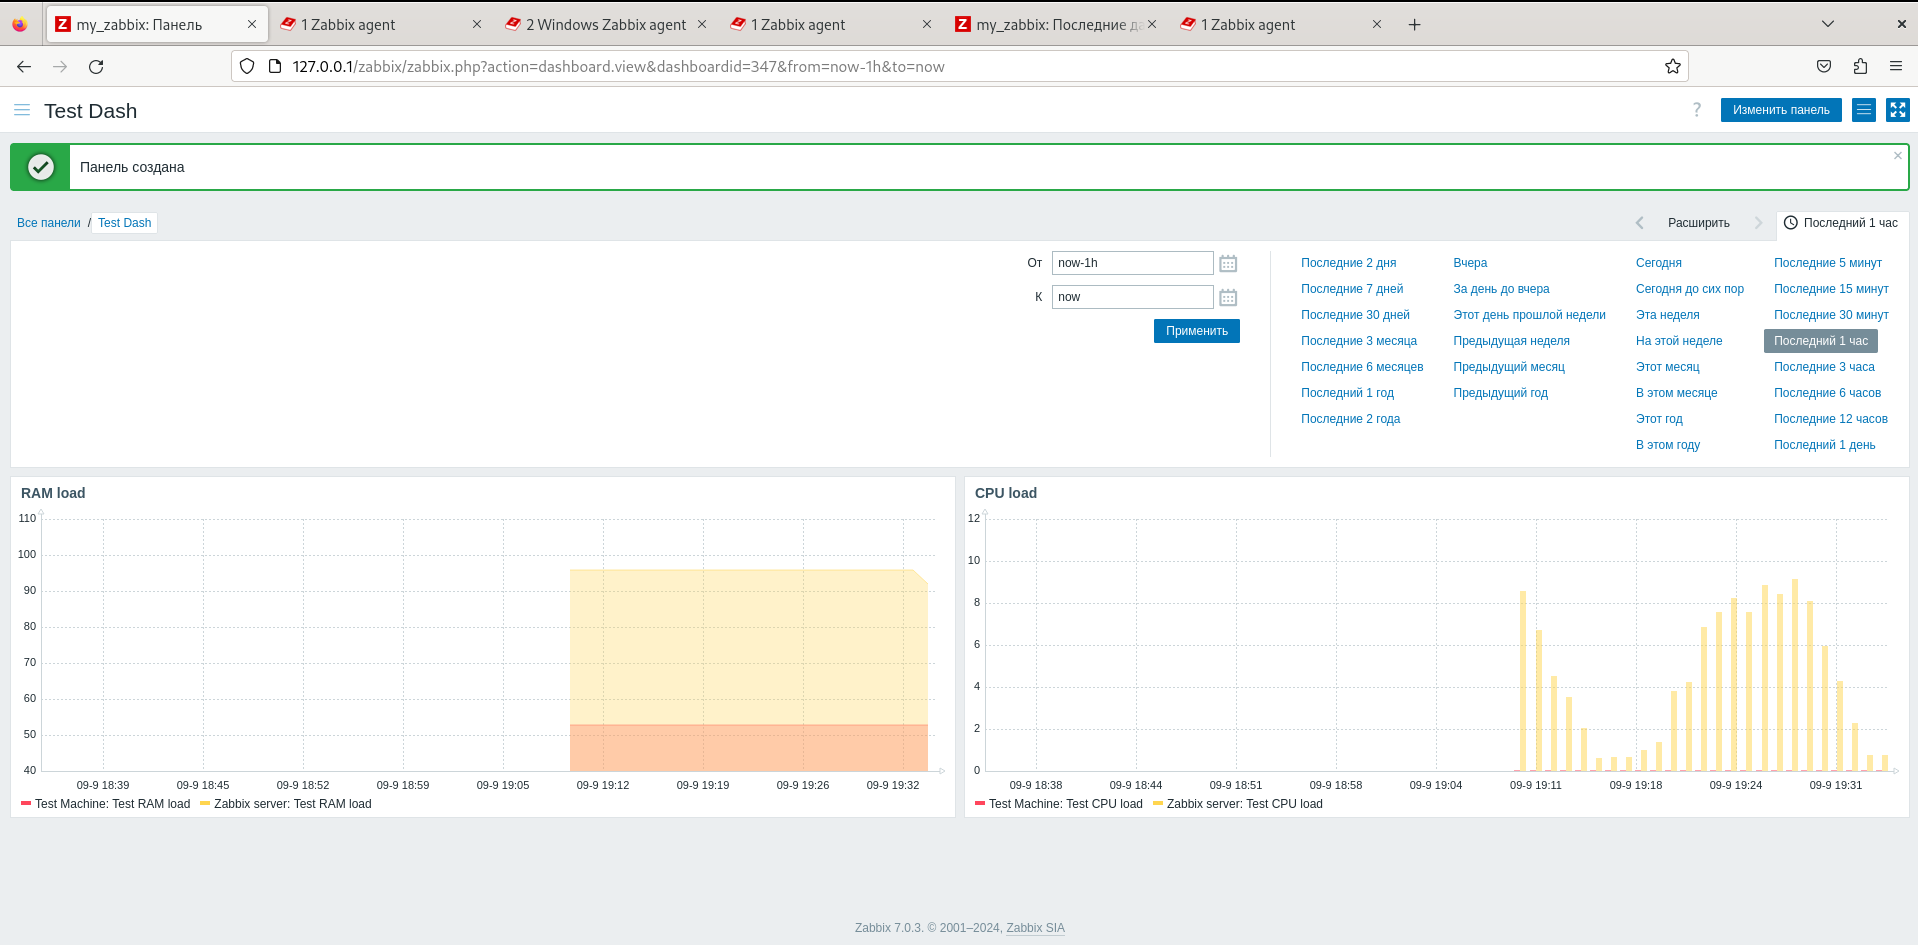 my_zabbix: Панель
1 Zabbix agent
2 Windows Zabbix agent
1 Zabbix agent
my_zabbix: Последние да
1 Zabbix agent
127.0.0.1/zabbix/zabbix.php?action=dashboard.view&dashboardid=347&from=now-1h&to=now
Test Dash
?
Изменить панель
Панель создана
Все панели / Test Dash
Расширить
Последний 1 час
От now-1h
К now
Применить
Последние 2 дня Вчера Сегодня Последние 5 минут
Последние 7 дней За день до вчера Сегодня до сих пор Последние 15 минут
Последние 30 дней Этот день прошлой недели Эта неделя Последние 30 минут
Последние 3 месяца Предыдущая неделя На этой неделе Последний 1 час
Последние 6 месяцев Предыдущий месяц Этот месяц Последние 3 часа
Последний 1 год Предыдущий год В этом месяце Последние 6 часов
Последние 2 года Этот год Последние 12 часов
В этом году Последний 1 день
RAM load
110
100
90
80
70
60
50
40
09-9 18:39 09-9 18:45 09-9 18:52 09-9 18:59 09-9 19:05 09-9 19:12 09-9 19:19 09-9 19:26 09-9 19:32
Test Machine: Test RAM load Zabbix server: Test RAM load
CPU load
12
10
8
6
4
2
0
09-9 18:38 09-9 18:44 09-9 18:51 09-9 18:58 09-9 19:04 09-9 19:11 09-9 19:18 09-9 19:24 09-9 19:31
Test Machine: Test CPU load Zabbix server: Test CPU load
Zabbix 7.0.3. © 2001–2024, Zabbix SIA